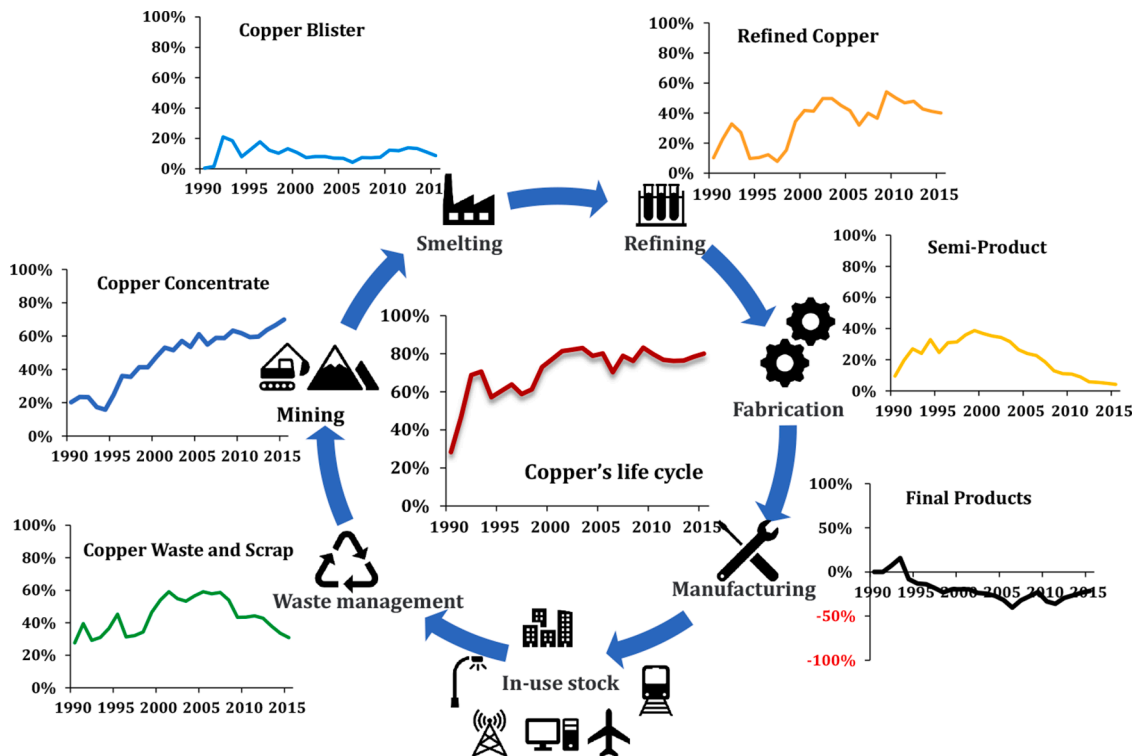 Copper Blister
100%
80%
60%
40%
20%
0%
1990 1995 2000 2005 2010 201
Refined Copper
100%
80%
60%
40%
20%
0%
1990 1995 2000 2005 2010 2015
Smelting
Refining
Copper Concentrate
100%
80%
60%
40%
20%
0%
1990 1995 2000 2005 2010 2015
Mining
Semi-Product
100%
80%
60%
40%
20%
0%
1990 1995 2000 2005 2010 2015
Fabrication
100%
80%
60%
40%
20%
0%
Copper's life cycle
1990 1995 2000 2005 2010 2015
Final Products
100%
50%
0%
-50%
-100%
1990 1995 2000 2005 2010 2015
Manufacturing
Copper Waste and Scrap
100%
80%
60%
40%
20%
0%
1990 1995 2000 2005 2010 2015
Waste management
In-use stock